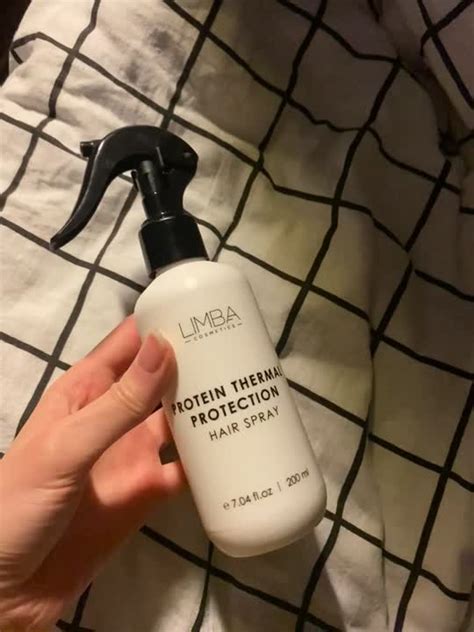 LIMBA
COSMETICS
PROTEIN THERMAL
PROTECTION
HAIR SPRAY
e 7.04 fl.oz | 200 ml